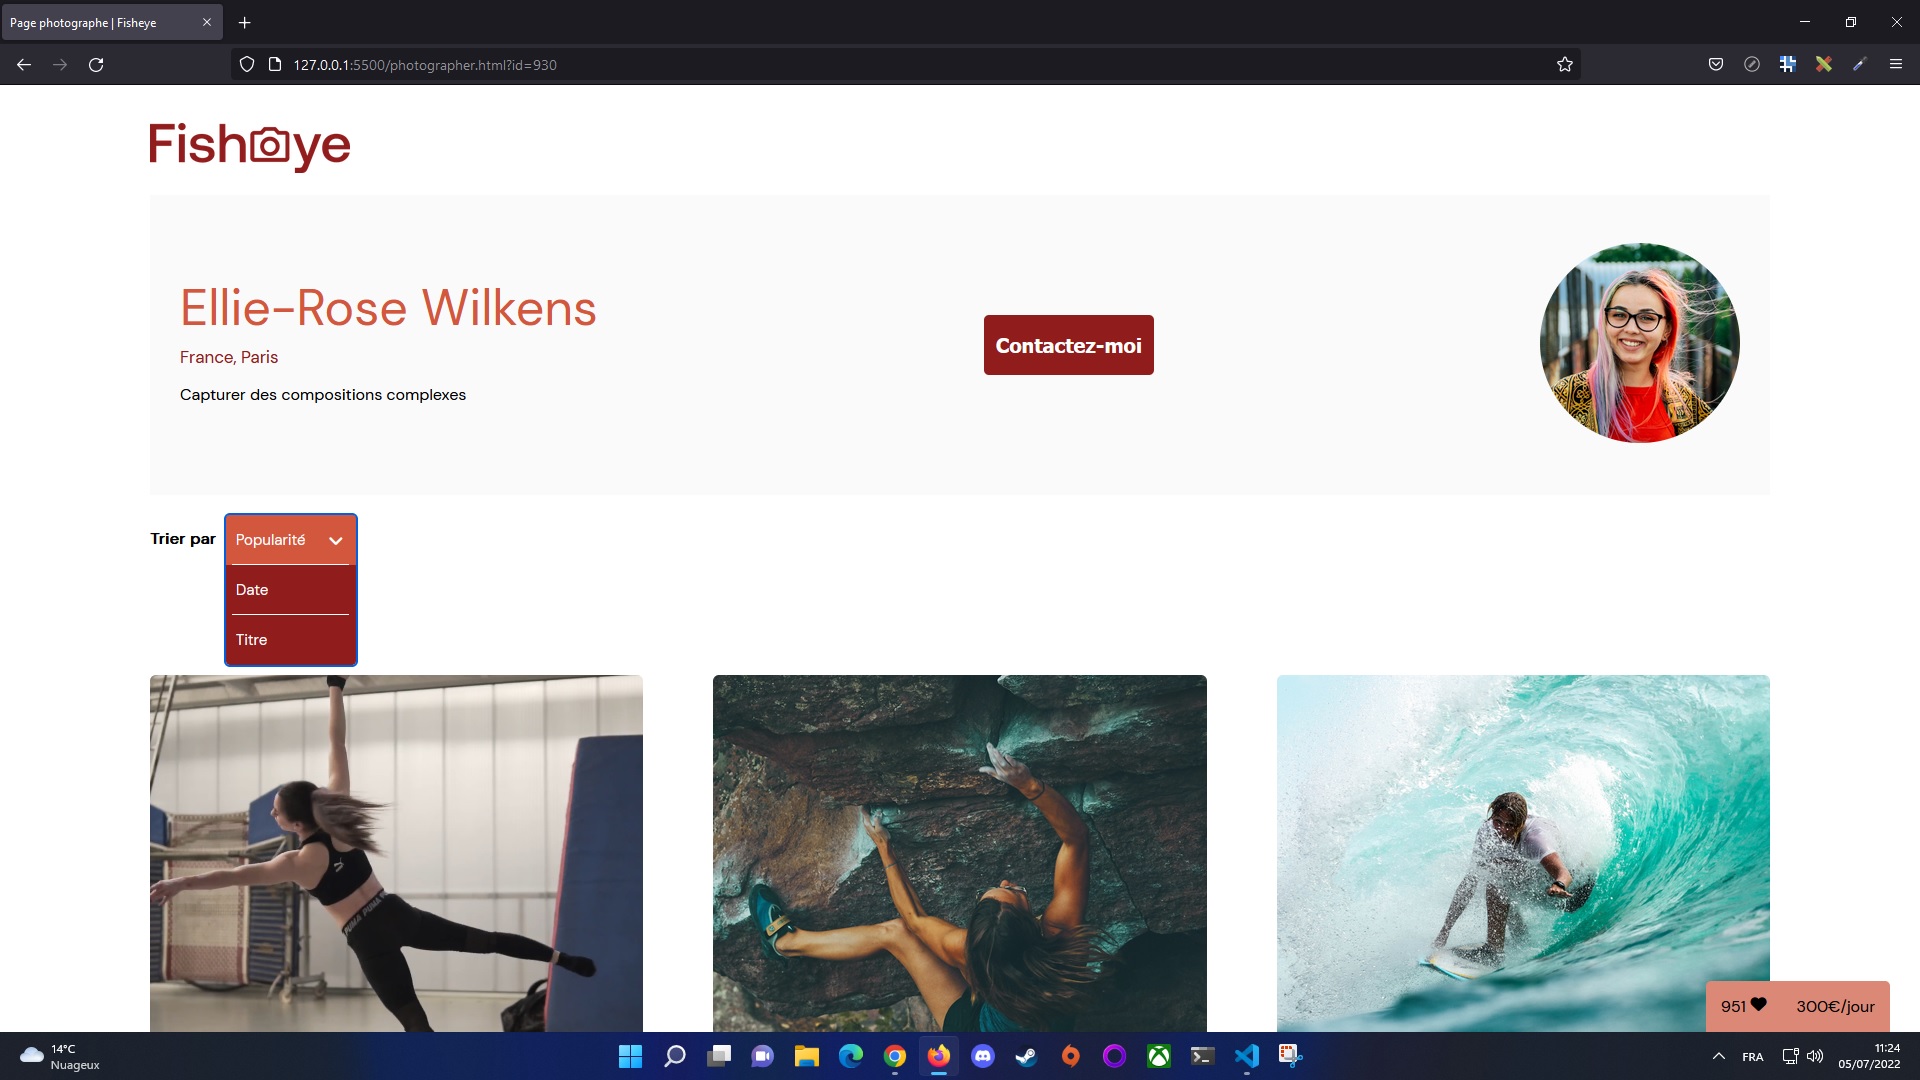 Page photographe | Fisheye
127.0.0.1:5500/photographer.html?id=930
Fisheye
Ellie-Rose Wilkens
France, Paris
Capturer des compositions complexes
Contactez-moi
Trier par
Popularité
Date
Titre
951
300€/jour
14°C
Nuageux
FRA
11:24
05/07/2022